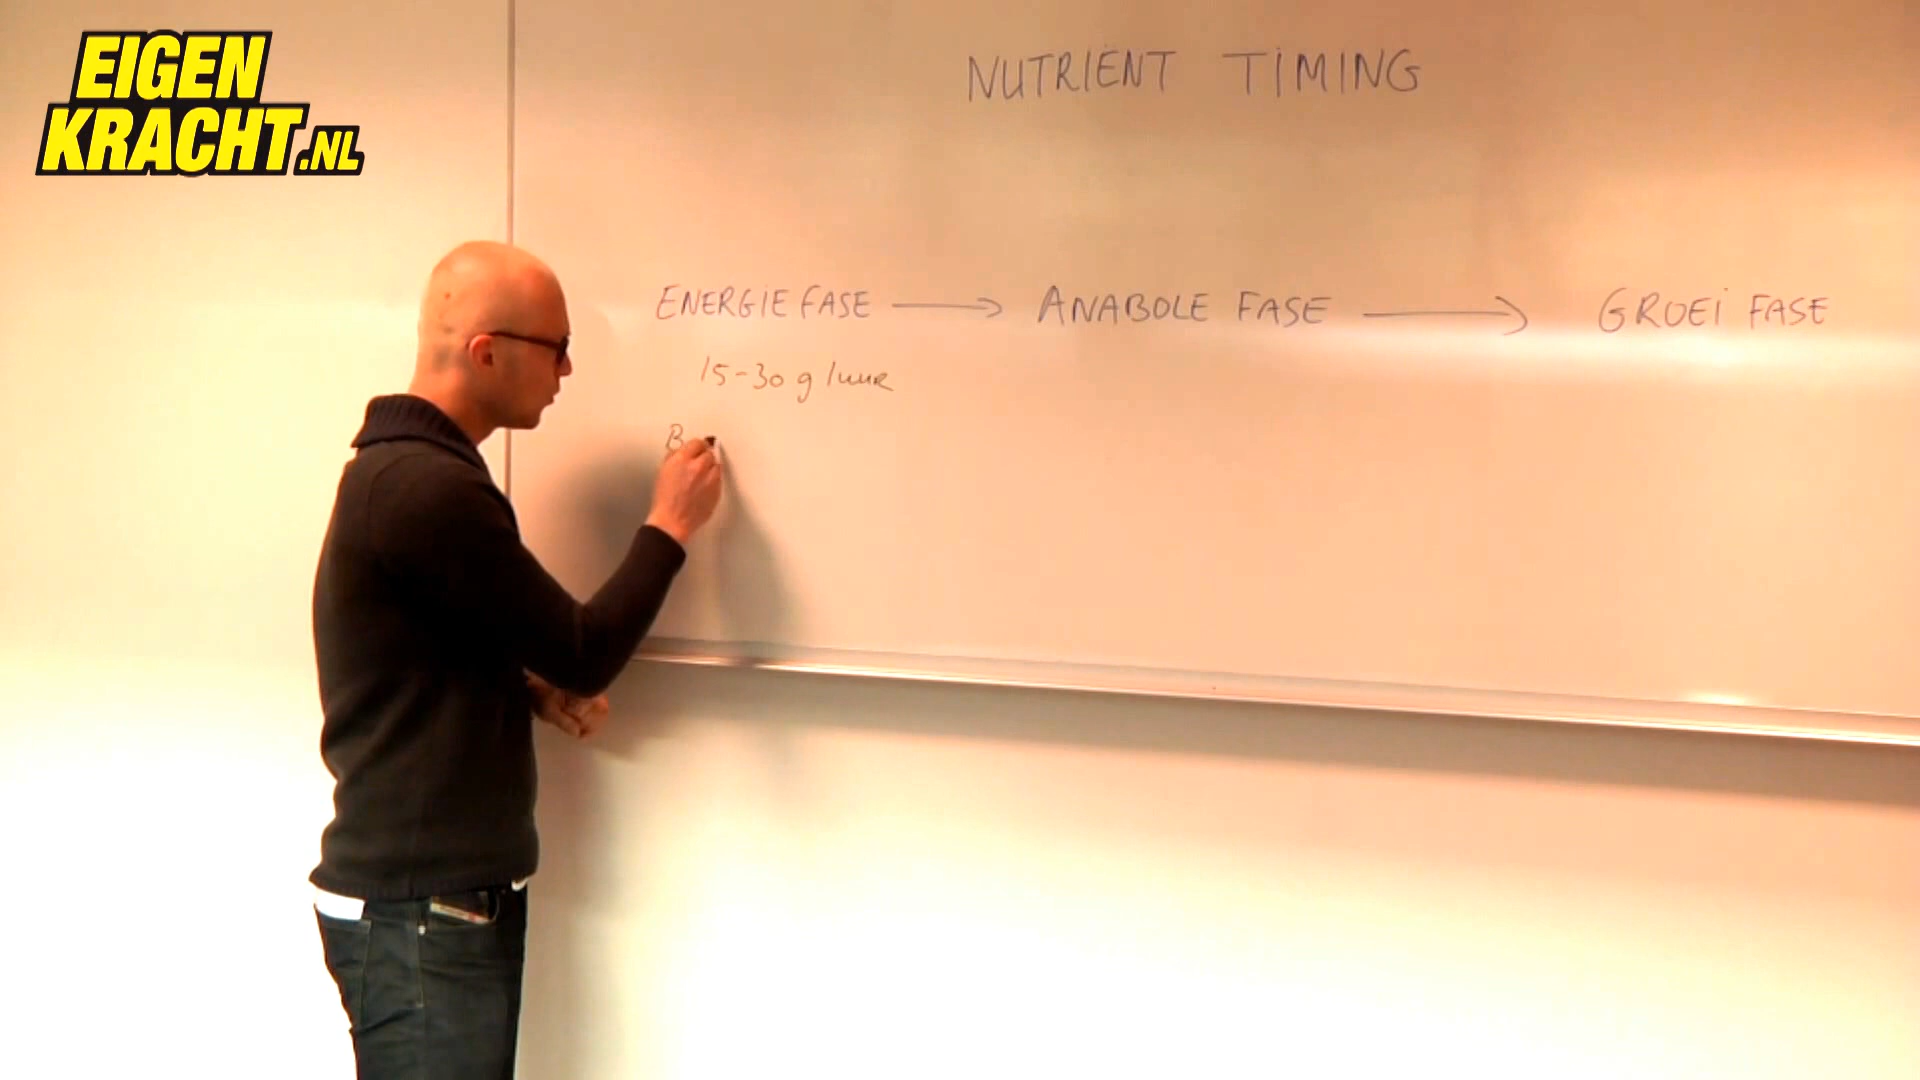 EIGEN
KRACHT.NL
NUTRIENT TIMING
ENERGIE FASE → ANABOLE FASE → GROEI FASE
15-30 g/uur
B